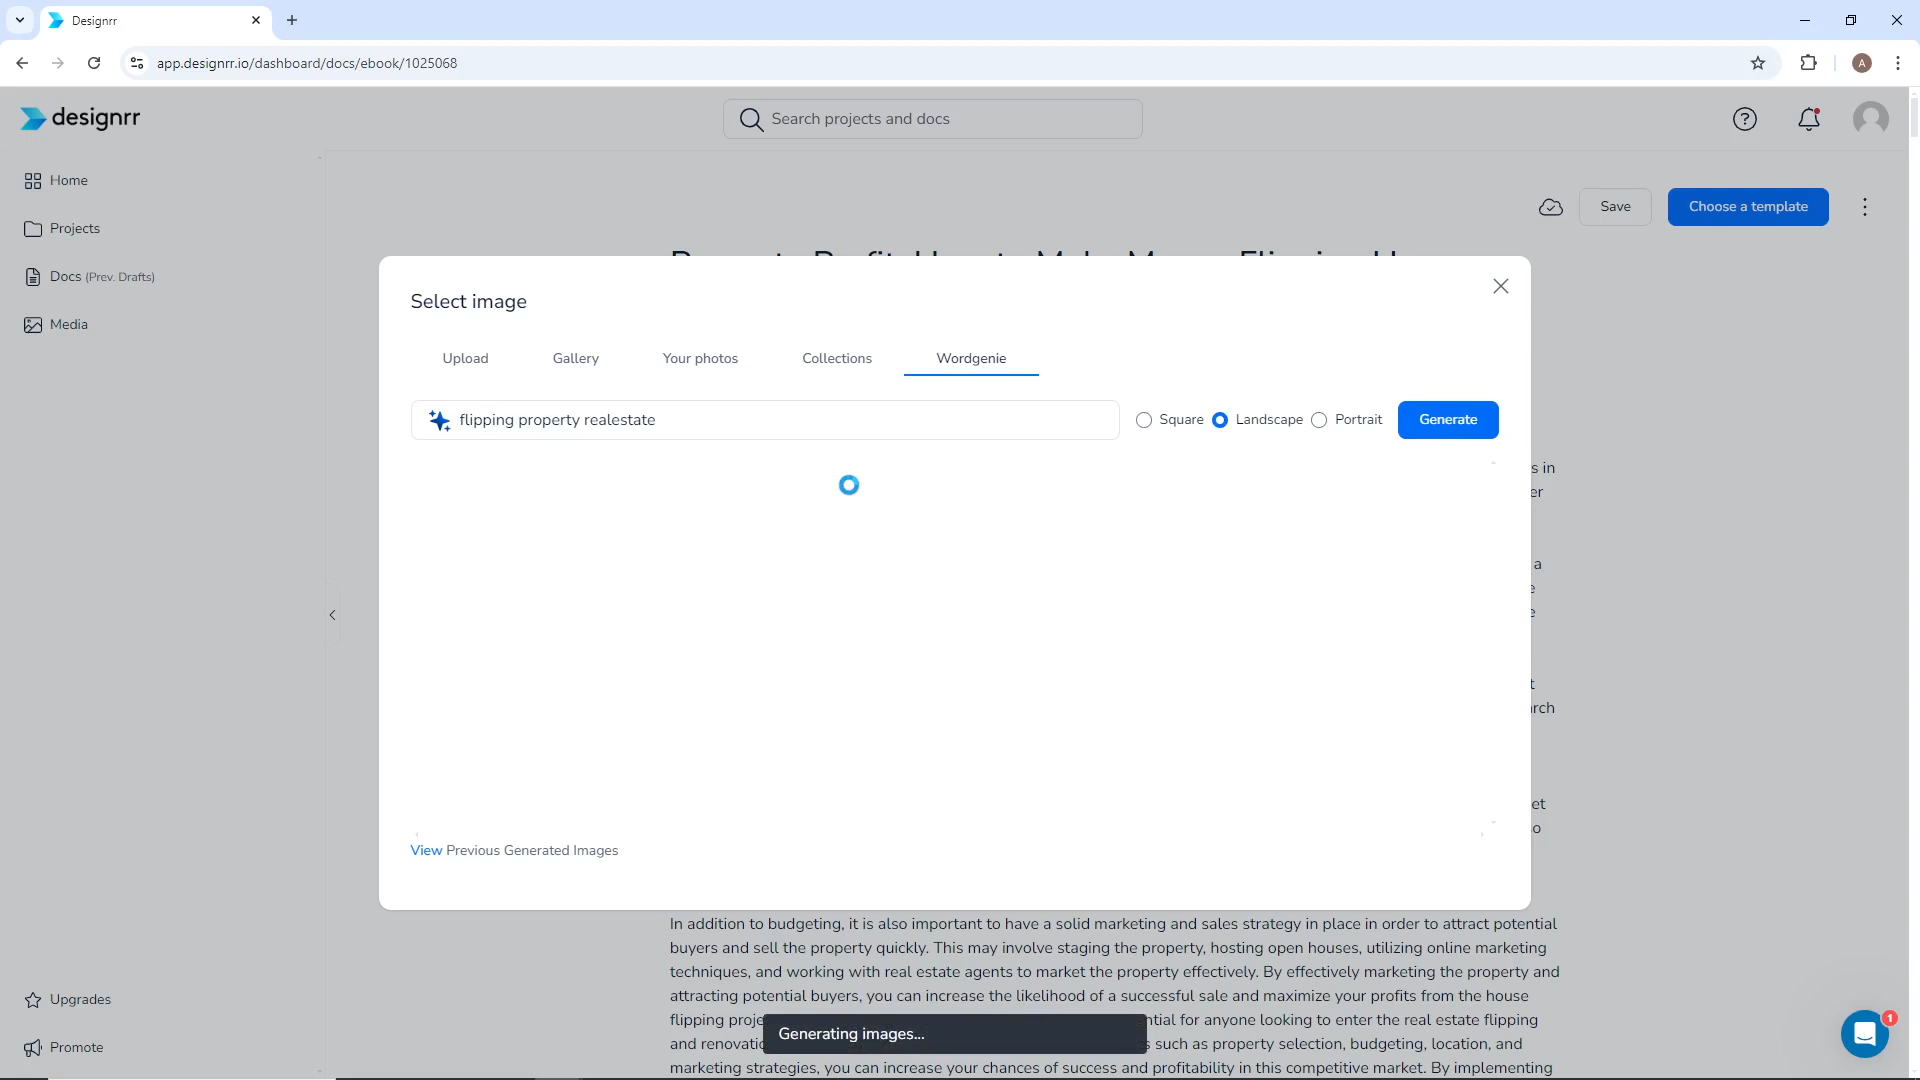 Designrr
app.designrr.io/dashboard/docs/ebook/1025068
A
designrr
Search projects and docs
?
Home
Projects
Docs (Prev. Drafts)
Media
Save
Choose a template
Select image
Upload
Gallery
Your photos
Collections
Wordgenie
flipping property realestate
Square
Landscape
Portrait
Generate
s in
er
a
e
e
t
rch
et
o
View Previous Generated Images
In addition to budgeting, it is also important to have a solid marketing and sales strategy in place in order to attract potential
buyers and sell the property quickly. This may involve staging the property, hosting open houses, utilizing online marketing
techniques, and working with real estate agents to market the property effectively. By effectively marketing the property and
attracting potential buyers, you can increase the likelihood of a successful sale and maximize your profits from the house
flipping proje
ntial for anyone looking to enter the real estate flipping
and renovatio
s such as property selection, budgeting, location, and
marketing strategies, you can increase your chances of success and profitability in this competitive market. By implementing
Generating images...
Upgrades
Promote
1